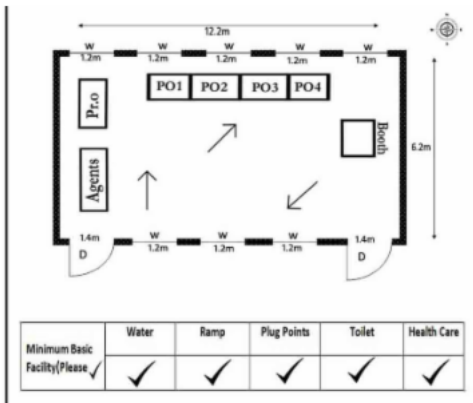 12.2m
W W W W W
1.2m 1.2m 1.2m 1.2m 1.2m
PO1 PO2 PO3 PO4
Pr.o
Booth
6.2m
Agents
1.4m W W W 1.4m
D 1.2m 1.2m 1.2m D
Water Ramp Plug Points Toilet Health Care
Minimum Basic
Facility(Please ✓ ✓ ✓ ✓ ✓ ✓